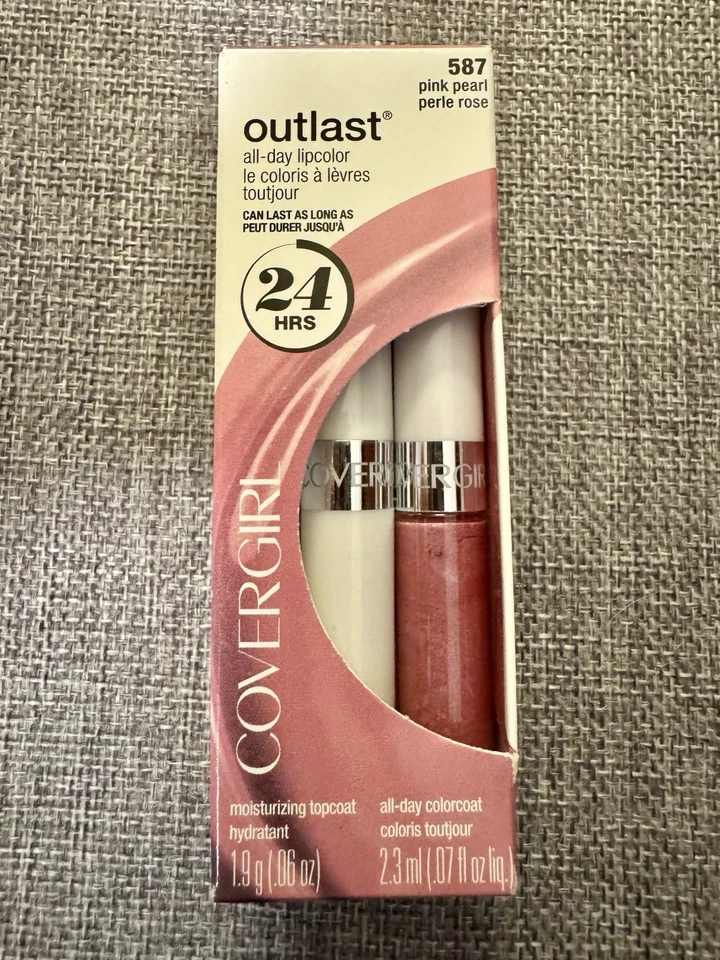 587
pink pearl
perle rose
outlast®
all-day lipcolor
le coloris à lèvres
toutjour
CAN LAST AS LONG AS
PEUT DURER JUSQU'À
24
HRS
COVERGIRL
moisturizing topcoat
hydratant
1.9 g (.06 oz)
all-day colorcoat
coloris toutjour
2.3 ml (.07 fl oz liq.)